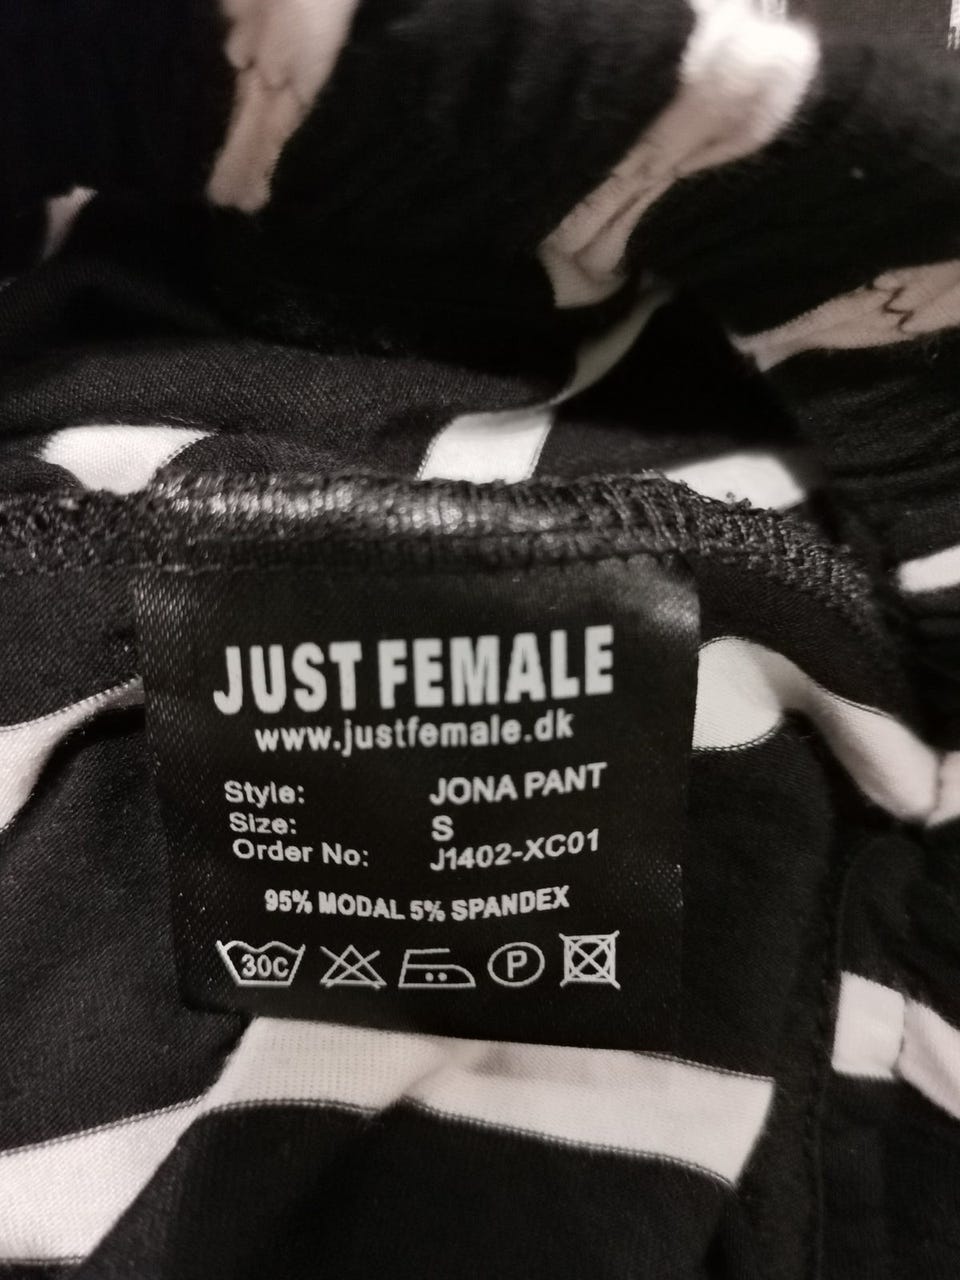 JUST FEMALE
www.justfemale.dk
Style: JONA PANT
Size: S
Order No: J1402-XC01
95% MODAL 5% SPANDEX
30C P